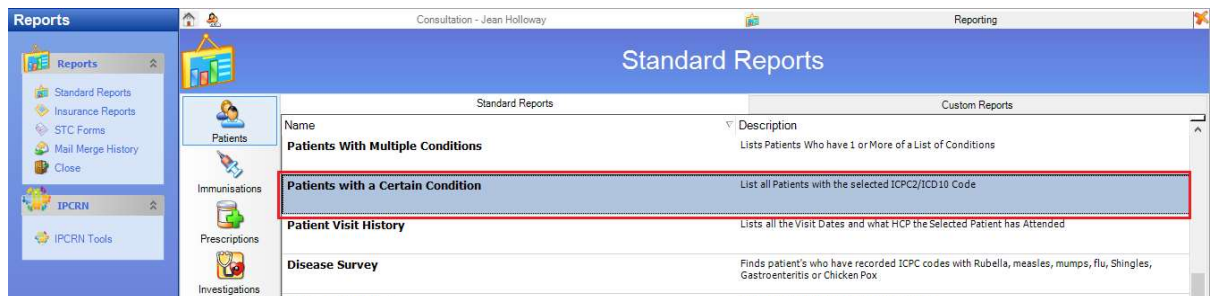 Reports
Consultation - Jean Holloway
Reporting
Reports
Standard Reports
Insurance Reports
STC Forms
Mail Merge History
Close
IPCRN
IPCRN Tools
Standard Reports
Standard Reports
Custom Reports
Patients
Immunisations
Prescriptions
Investigations
Name
Description
Patients With Multiple Conditions
Lists Patients Who have 1 or More of a List of Conditions
Patients with a Certain Condition
List all Patients with the selected ICPC2/ICD10 Code
Patient Visit History
Lists all the Visit Dates and what HCP the Selected Patient has Attended
Disease Survey
Finds patient's who have recorded ICPC codes with Rubella, measles, mumps, flu, Shingles,
Gastroenteritis or Chicken Pox